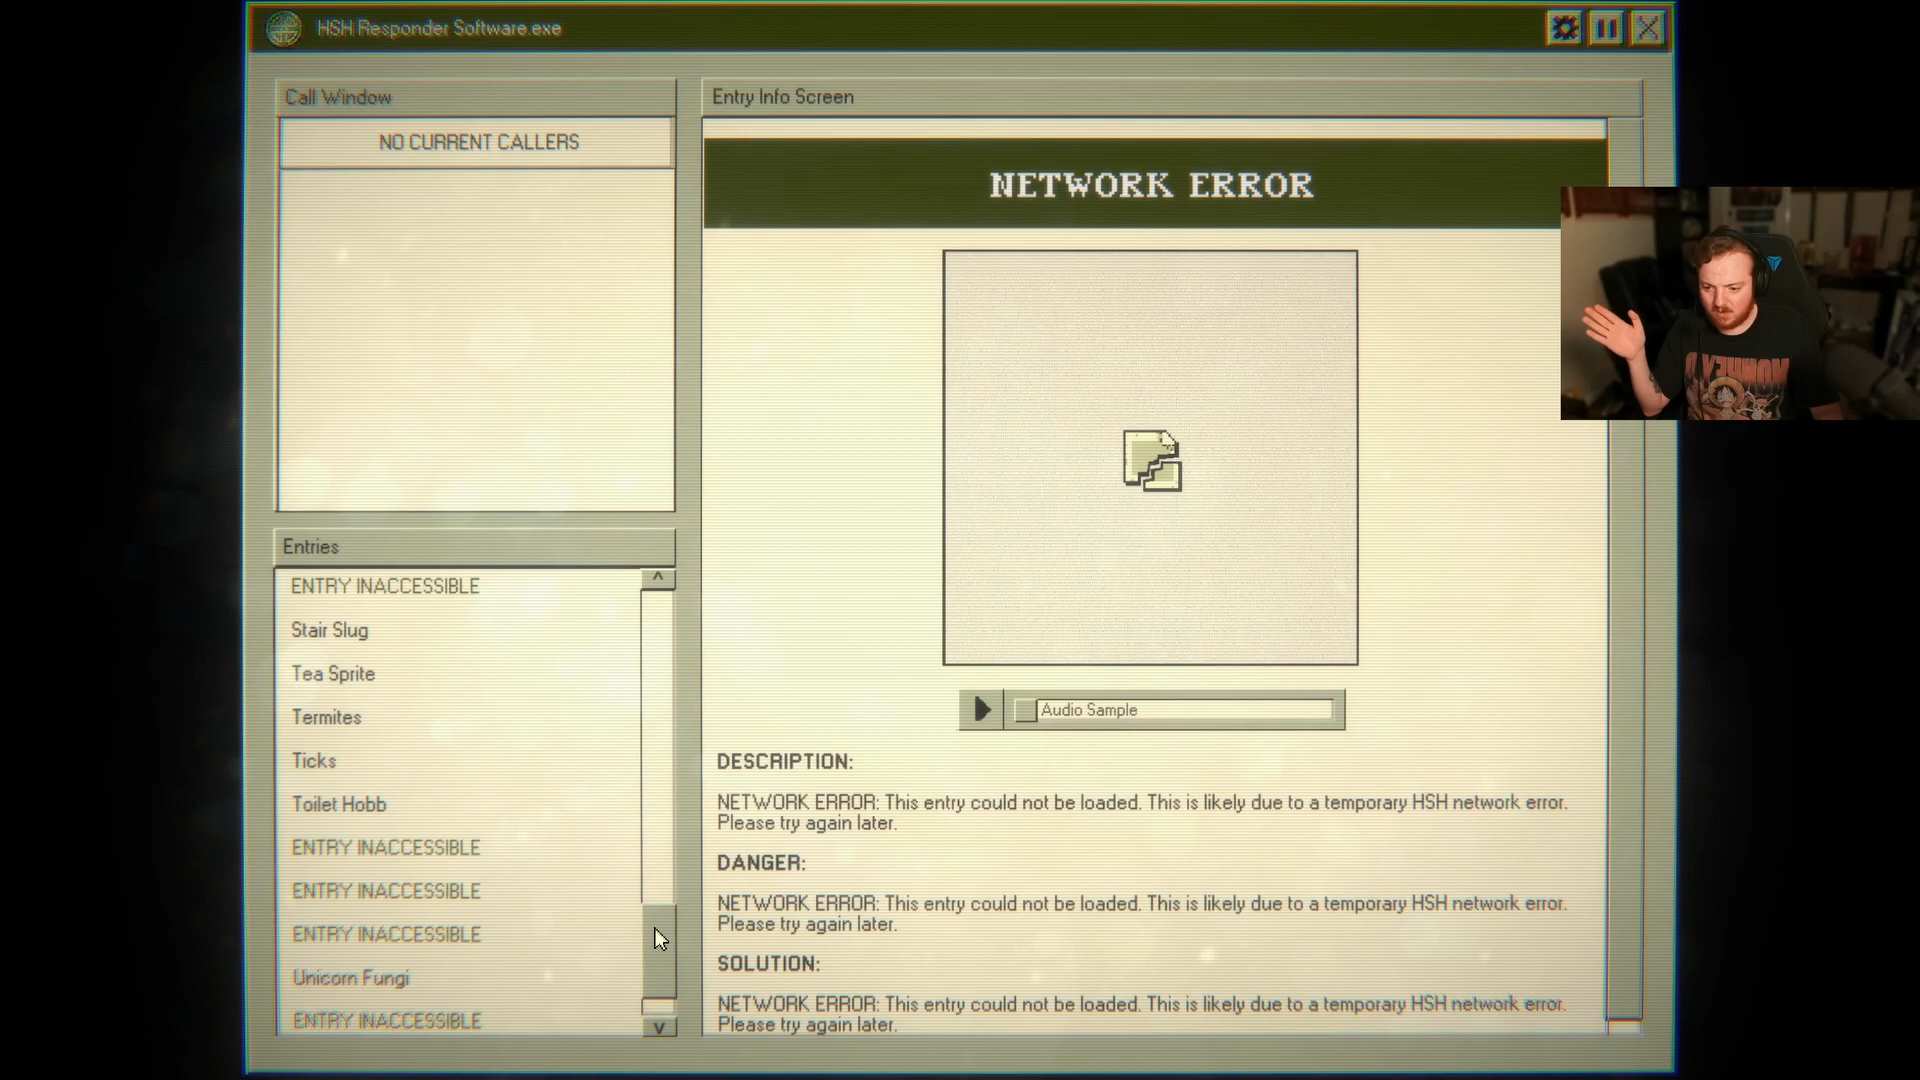 HSH Responder Software.exe
Call Window
NO CURRENT CALLERS
Entries
ENTRY INACCESSIBLE
Stair Slug
Tea Sprite
Termites
Ticks
Toilet Hobb
ENTRY INACCESSIBLE
ENTRY INACCESSIBLE
ENTRY INACCESSIBLE
Unicorn Fungi
ENTRY INACCESSIBLE
Entry Info Screen
NETWORK ERROR
Audio Sample
DESCRIPTION:
NETWORK ERROR: This entry could not be loaded. This is likely due to a temporary HSH network error.
Please try again later.
DANGER:
NETWORK ERROR: This entry could not be loaded. This is likely due to a temporary HSH network error.
Please try again later.
SOLUTION:
NETWORK ERROR: This entry could not be loaded. This is likely due to a temporary HSH network error.
Please try again later.